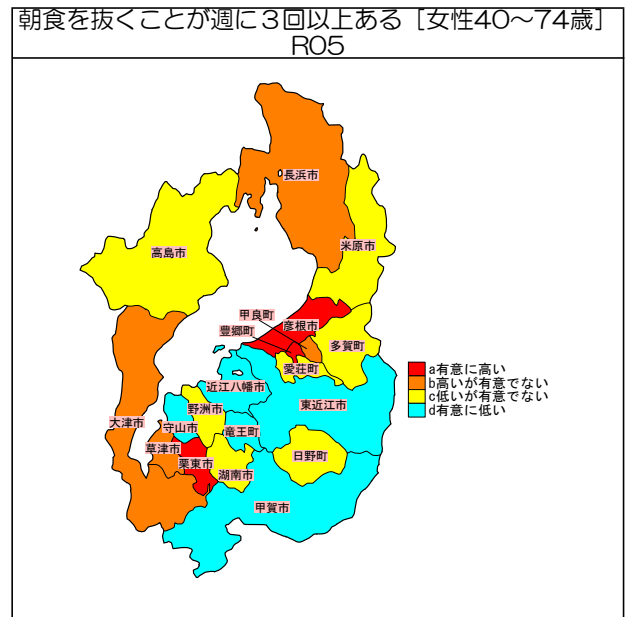 朝食を抜くことが週に３回以上ある［女性40～74歳］
R05
長浜市
高島市
米原市
甲良町
彦根市
豊郷町
多賀町
愛荘町
近江八幡市
東近江市
野洲市
大津市
守山市
竜王町
草津市
栗東市
日野町
湖南市
甲賀市
a有意に高い
b高いが有意でない
c低いが有意でない
d有意に低い